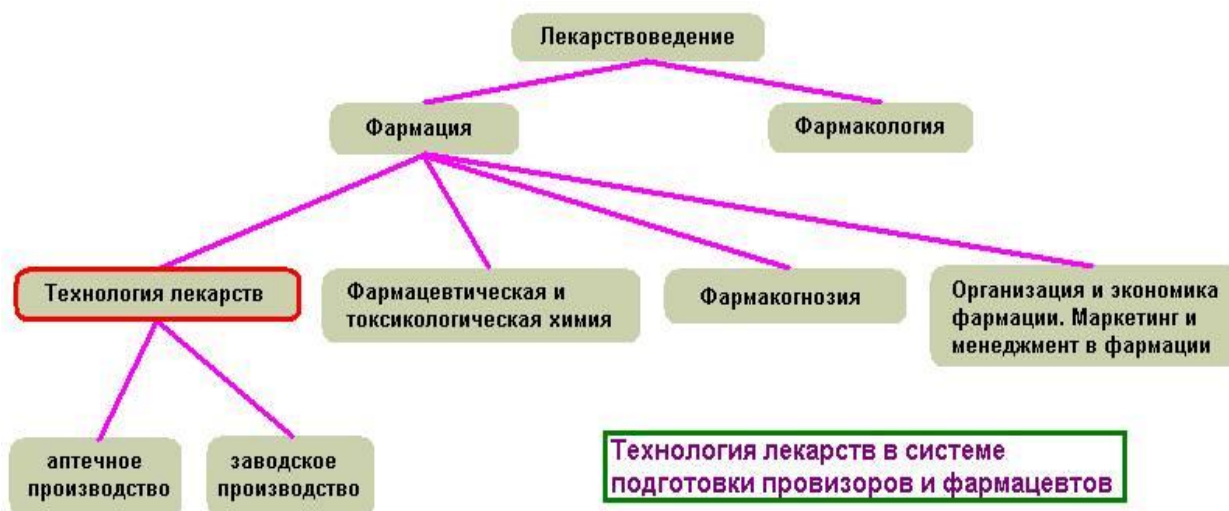 Лекарствоведение
Фармация
Фармакология
Технология лекарств
Фармацевтическая и
токсикологическая химия
Фармакогнозия
Организация и экономика
фармации. Маркетинг и
менеджмент в фармации
аптечное
производство
заводское
производство
Технология лекарств в системе
подготовки провизоров и фармацевтов